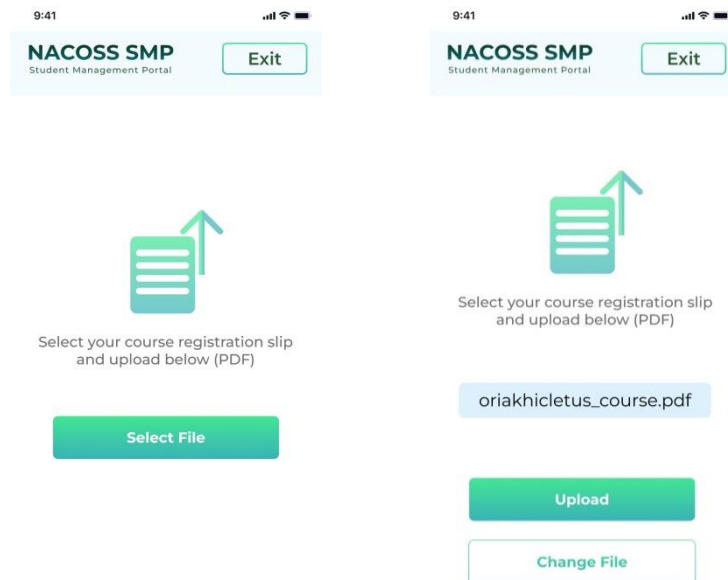 9:41
NACOSS SMP
Student Management Portal
Exit
Select your course registration slip
and upload below (PDF)
Select File
9:41
NACOSS SMP
Student Management Portal
Exit
Select your course registration slip
and upload below (PDF)
oriakhicletus_course.pdf
Upload
Change File